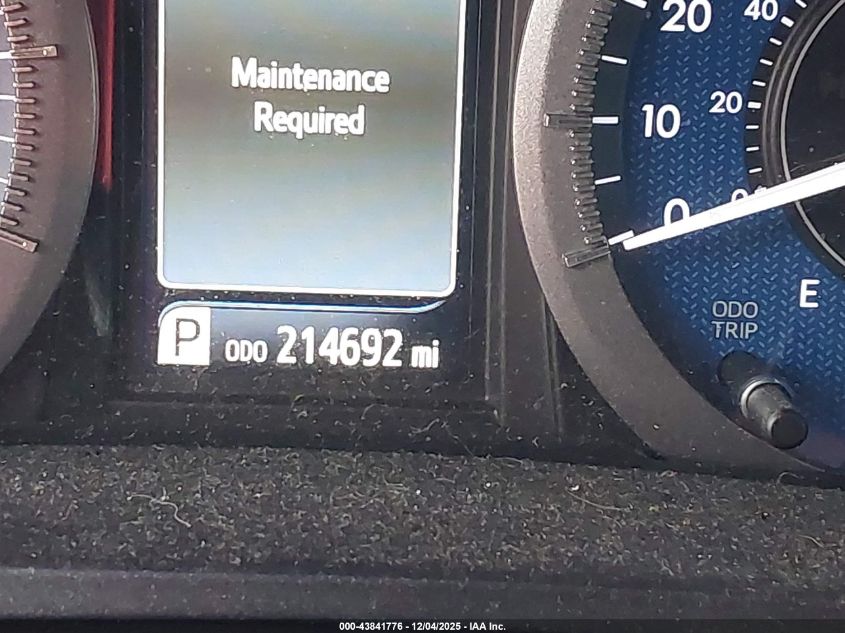 Maintenance
Required
20
40
10
20
0
E
ODO
TRIP
P ODO 214692 mi
000-43841776 - 12/04/2025 - IAA Inc.